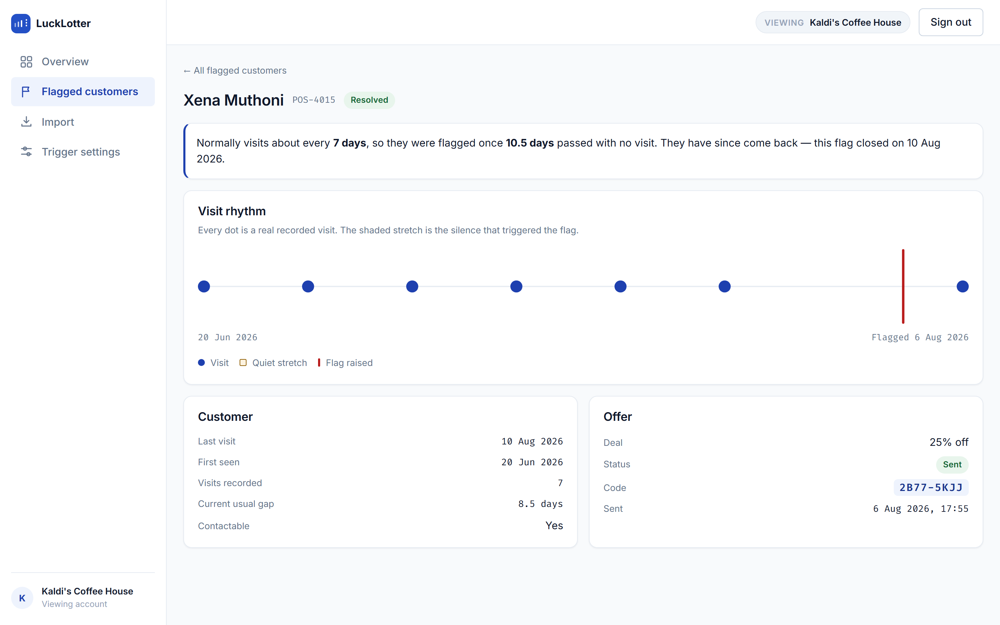 LuckLotter
VIEWING Kaldi's Coffee House
Sign out
Overview
Flagged customers
Import
Trigger settings
← All flagged customers
Xena Muthoni POS-4015 Resolved
Normally visits about every 7 days, so they were flagged once 10.5 days passed with no visit. They have since come back — this flag closed on 10 Aug
2026.
Visit rhythm
Every dot is a real recorded visit. The shaded stretch is the silence that triggered the flag.
20 Jun 2026
Flagged 6 Aug 2026
Visit Quiet stretch Flag raised
Customer
Last visit 10 Aug 2026
First seen 20 Jun 2026
Visits recorded 7
Current usual gap 8.5 days
Contactable Yes
Offer
Deal 25% off
Status Sent
Code 2B77-5KJJ
Sent 6 Aug 2026, 17:55
K
Kaldi's Coffee House
Viewing account